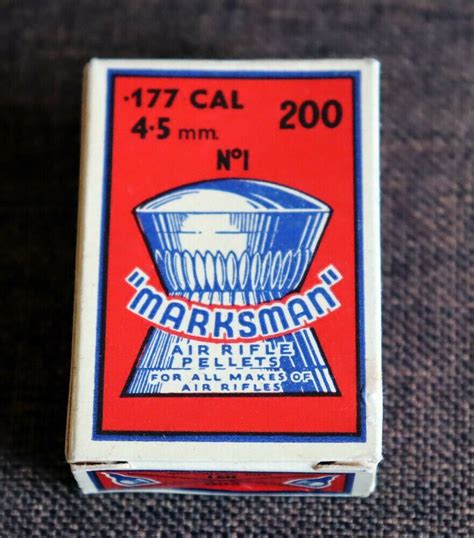 .177 CAL 200
4.5 mm.
Nº1
"MARKSMAN"
AIR RIFLE
PELLETS
FOR ALL MAKES OF
AIR RIFLES